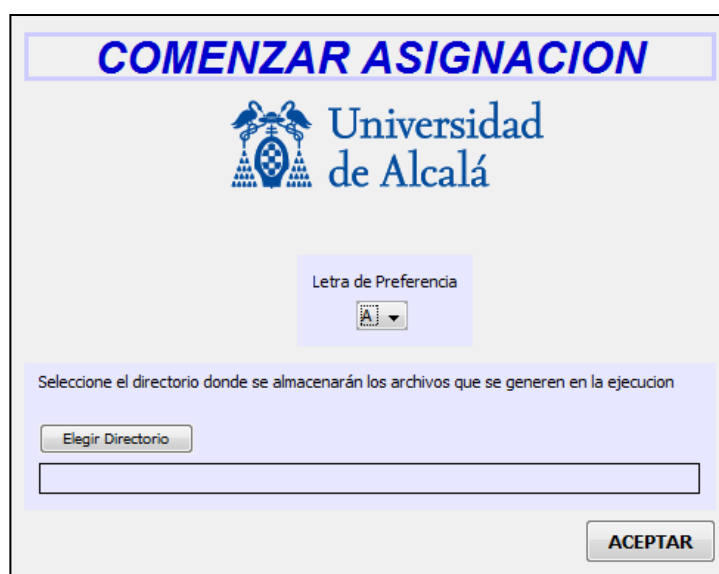 COMENZAR ASIGNACION
Universidad
de Alcalá
Letra de Preferencia
A
Seleccione el directorio donde se almacenarán los archivos que se generen en la ejecucion
Elegir Directorio
ACEPTAR